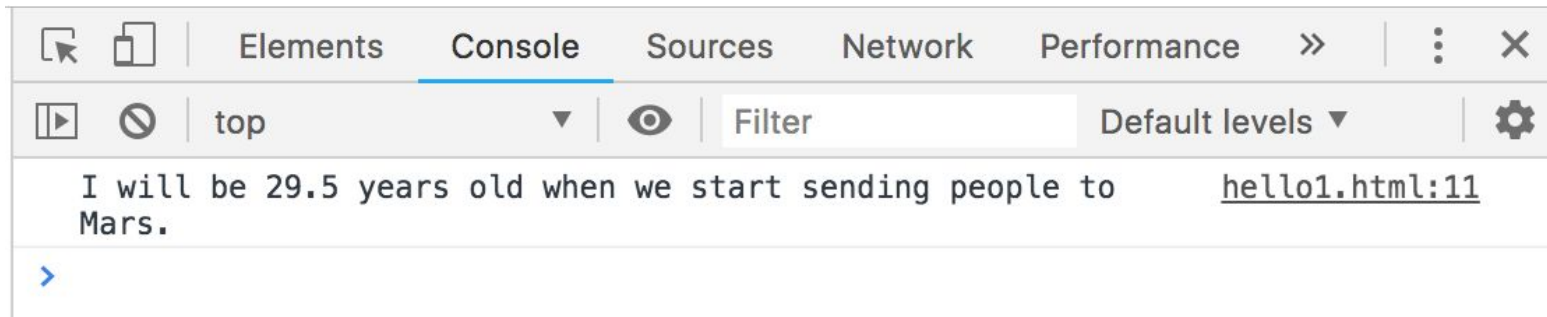 Elements Console Sources Network Performance »
top Filter Default levels
I will be 29.5 years old when we start sending people to hello1.html:11
Mars.
>